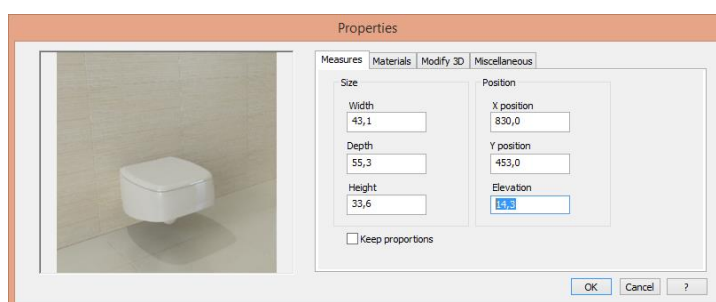 Properties
Measures Materials Modify 3D Miscellaneous
Size Position
Width X position
43,1 830,0
Depth Y position
55,3 453,0
Height Elevation
33,6 14,3
Keep proportions
OK Cancel ?